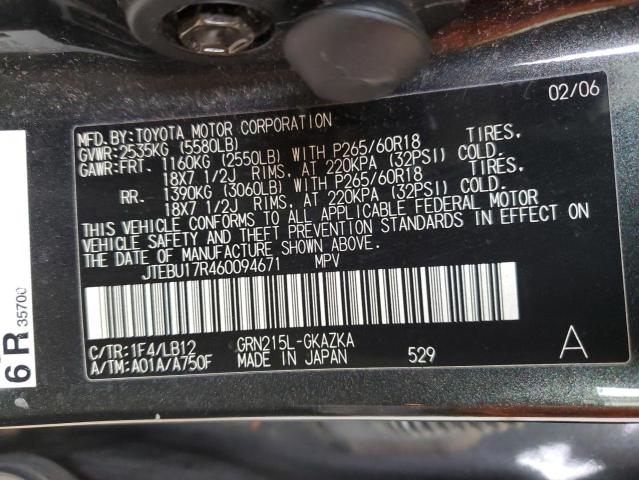 02/06
MFD.BY:TOYOTA MOTOR CORPORATION
GVWR:2535KG (5580LB)
GAWR:FRT. 1160KG (2550LB) WITH P265/60R18 TIRES.
18X7 1/2J RIMS, AT 220KPA (32PSI) COLD.
RR. 1390KG (3060LB) WITH P265/60R18 TIRES.
18X7 1/2J RIMS, AT 220KPA (32PSI) COLD.
THIS VEHICLE CONFORMS TO ALL APPLICABLE FEDERAL MOTOR
VEHICLE SAFETY AND THEFT PREVENTION STANDARDS IN EFFECT ON
THE DATE OF MANUFACTURE SHOWN ABOVE.
JTEBU17R460094671 MPV
C/TR:1F4/LB12 GRN215L-GKAZKA
A/TM:A01A/A750F MADE IN JAPAN 529 A
6R
35700